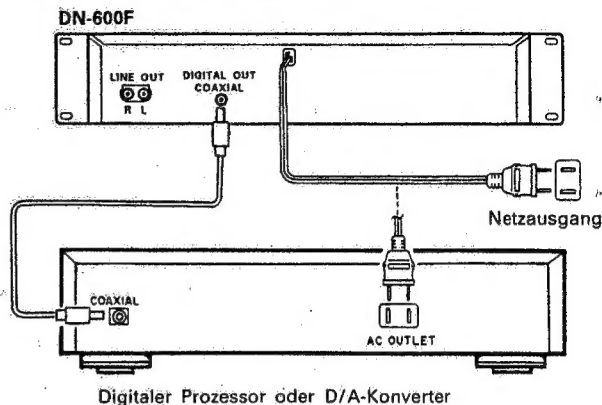 DN-600F
LINE OUT
R L
DIGITAL OUT
COAXIAL
Netzausgang
COAXIAL
AC OUTLET
Digitaler Prozessor oder D/A-Konverter